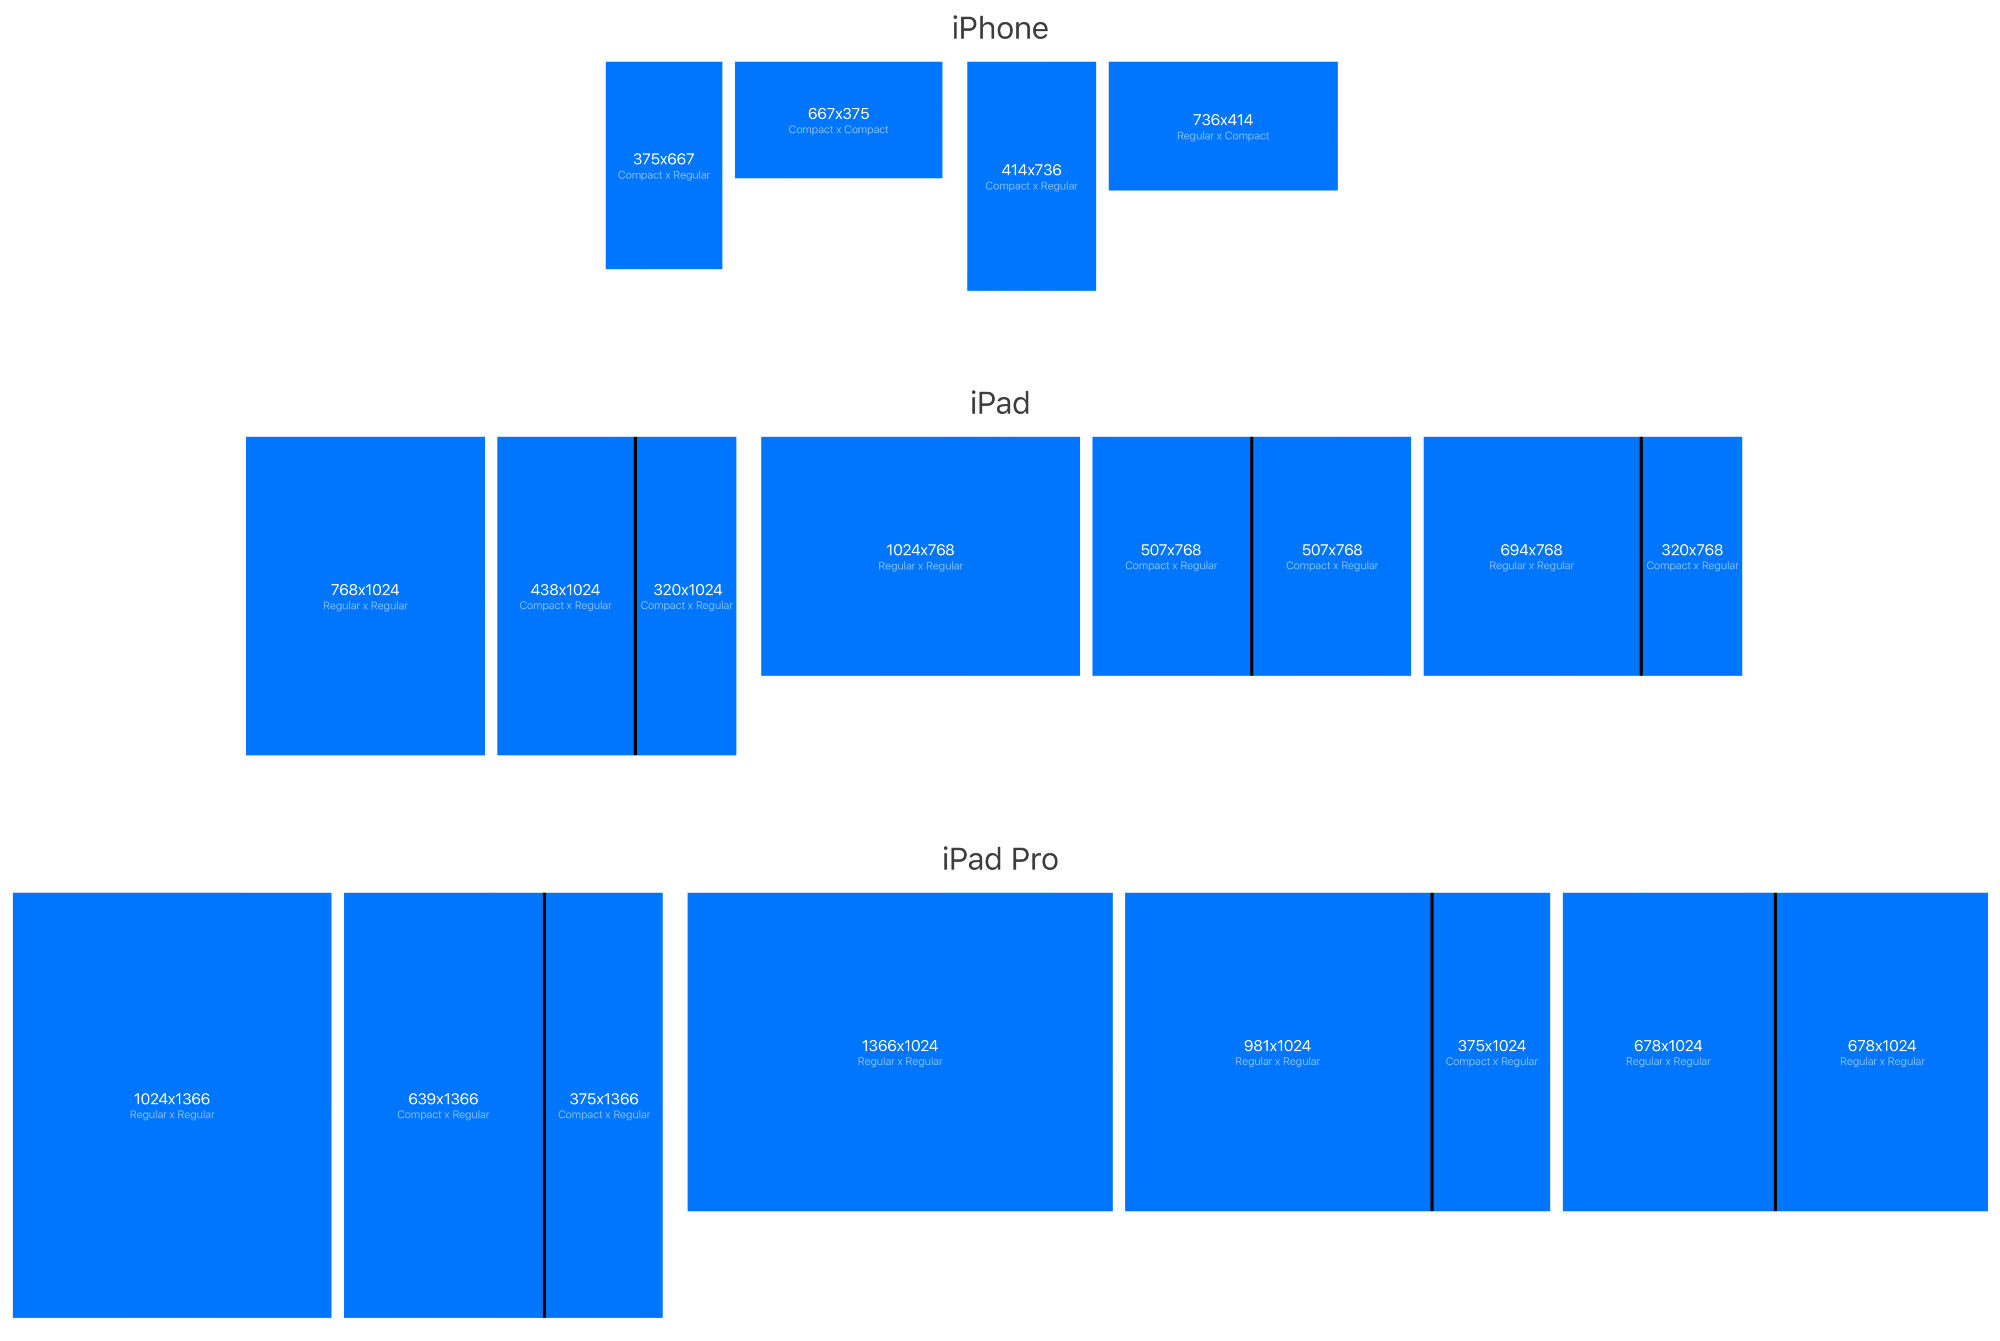 iPhone
375x667
Compact x Regular
667x375
Compact x Compact
414x736
Compact x Regular
736x414
Regular x Compact
iPad
768x1024
Regular x Regular
438x1024
Compact x Regular
320x1024
Compact x Regular
1024x768
Regular x Regular
507x768
Compact x Regular
507x768
Compact x Regular
694x768
Regular x Regular
320x768
Compact x Regular
iPad Pro
1024x1366
Regular x Regular
639x1366
Compact x Regular
375x1366
Compact x Regular
1366x1024
Regular x Regular
981x1024
Regular x Regular
375x1024
Compact x Regular
678x1024
Regular x Regular
678x1024
Regular x Regular